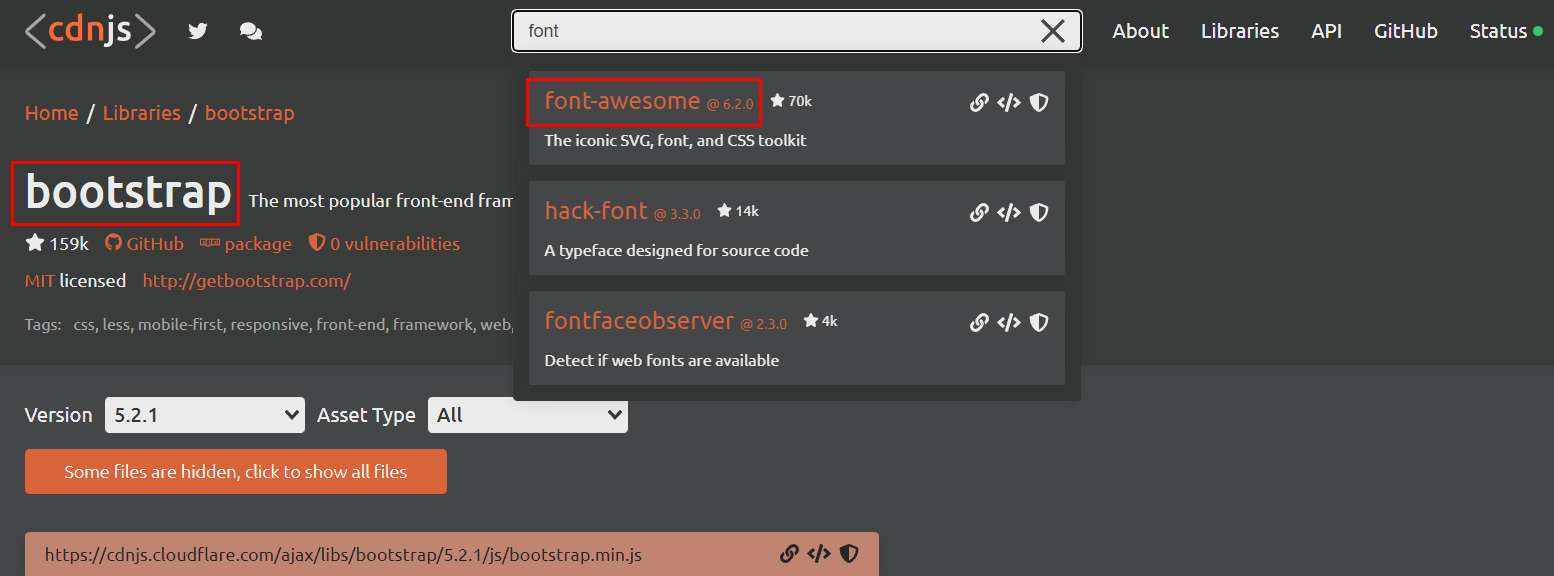 <cdnjs>
font
About Libraries API GitHub Status
Home / Libraries / bootstrap
bootstrap The most popular front-end fram
159k GitHub package 0 vulnerabilities
MIT licensed http://getbootstrap.com/
Tags: css, less, mobile-first, responsive, front-end, framework, web,
font-awesome @ 6.2.0 70k
The iconic SVG, font, and CSS toolkit
hack-font @ 3.3.0 14k
A typeface designed for source code
fontfaceobserver @ 2.3.0 4k
Detect if web fonts are available
Version 5.2.1 Asset Type All
Some files are hidden, click to show all files
https://cdnjs.cloudflare.com/ajax/libs/bootstrap/5.2.1/js/bootstrap.min.js